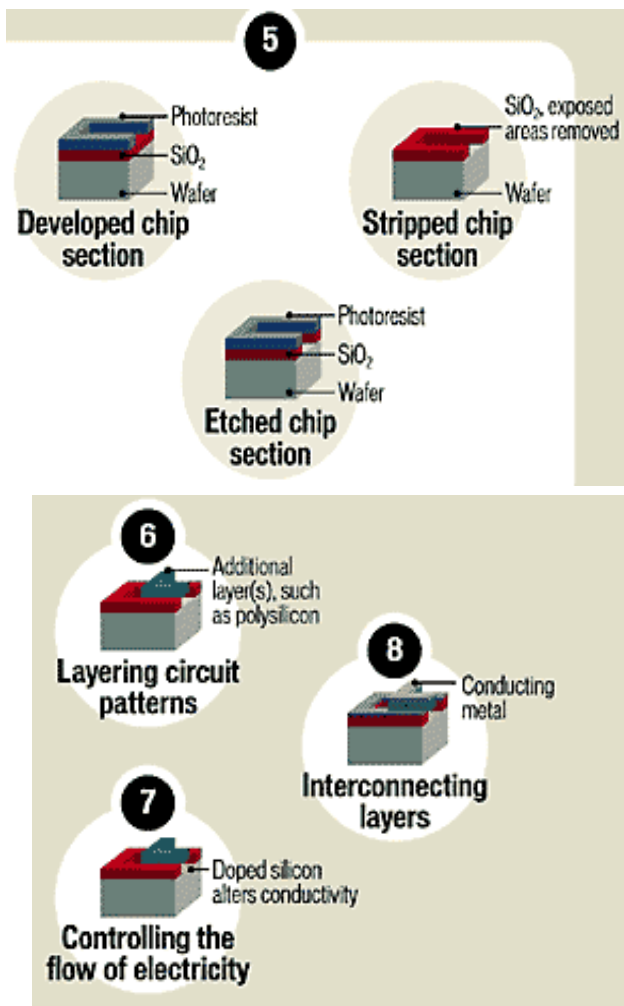 5
Photoresist
SiO₂
Wafer
Developed chip
section
SiO₂, exposed
areas removed
Wafer
Stripped chip
section
Photoresist
SiO₂
Wafer
Etched chip
section
6
Additional
layer(s), such
as polysilicon
Layering circuit
patterns
8
Conducting
metal
Interconnecting
layers
7
Doped silicon
alters conductivity
Controlling the
flow of electricity